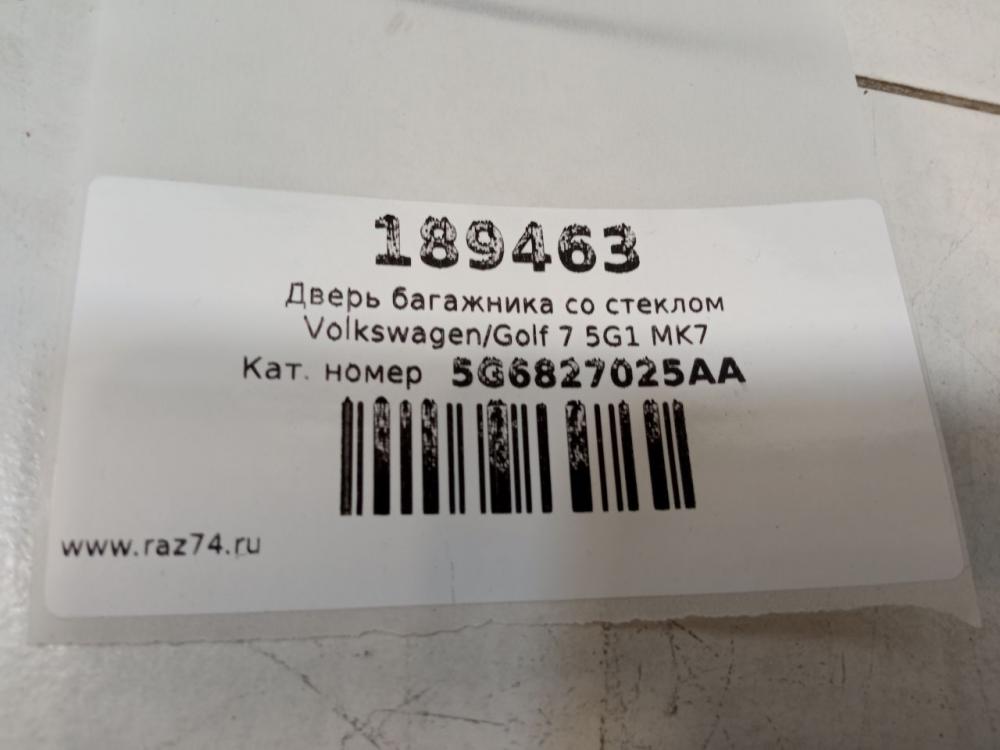 189463
Дверь багажника со стеклом
Volkswagen/Golf 7 5G1 MK7
Кат. номер 5G6827025AA
www.raz74.ru